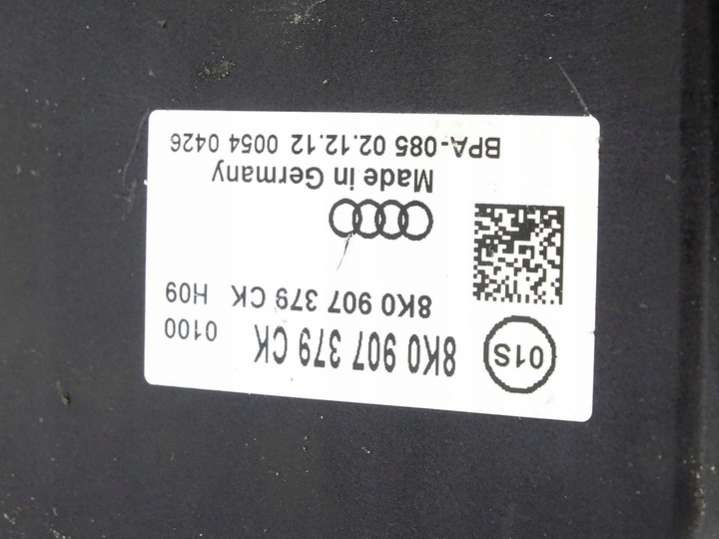 01S
8K0 907 379 CK 0100
8K0 907 379 CK H09
Made in Germany
BPA-085 02.12.12 0054 0426